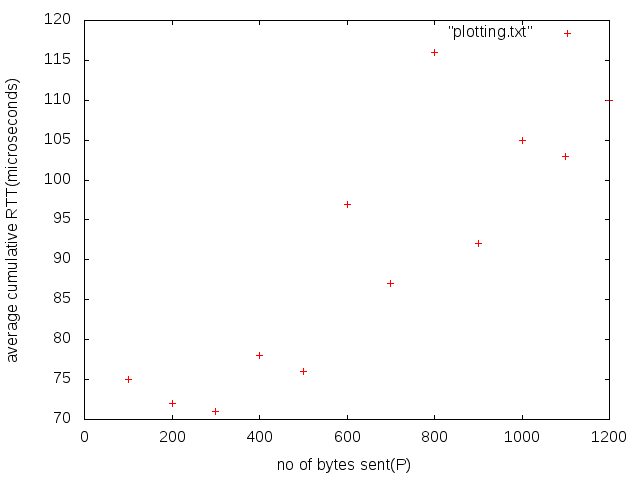 120
"plotting.txt"
115
110
105
100
95
90
85
80
75
70
average cumulative RTT(microseconds)
0 200 400 600 800 1000 1200
no of bytes sent(P)